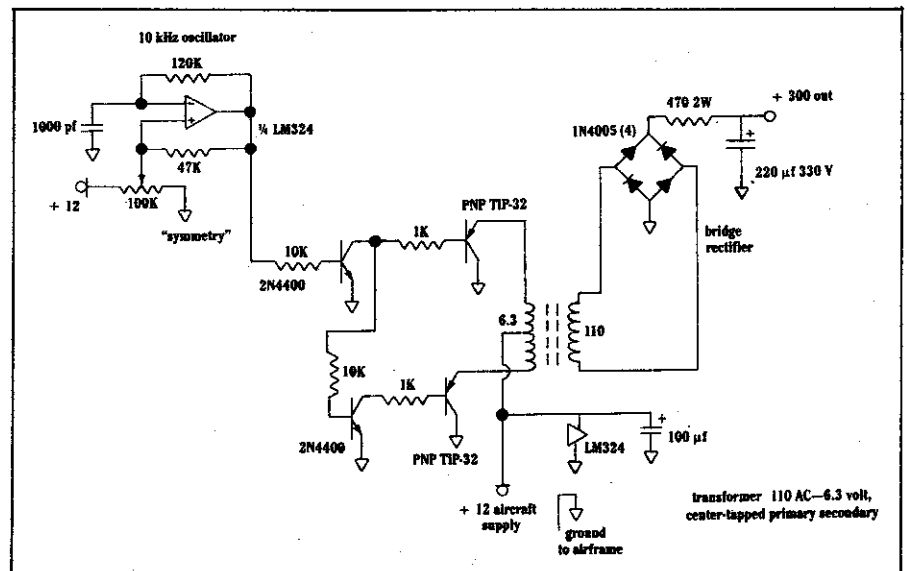 10 kHz oscillator
120K
1000 pf
¼ LM324
47K
+ 12
100K
"symmetry"
10K
2N4400
1K
PNP TIP-32
10K
1K
2N4400
PNP TIP-32
6.3
110
+ 12 aircraft
supply
LM324
100 µf
ground
to airframe
470 2W
+ 300 out
1N4005 (4)
+
220 µf 330 V
bridge
rectifier
+
transformer 110 AC—6.3 volt,
center-tapped primary secondary